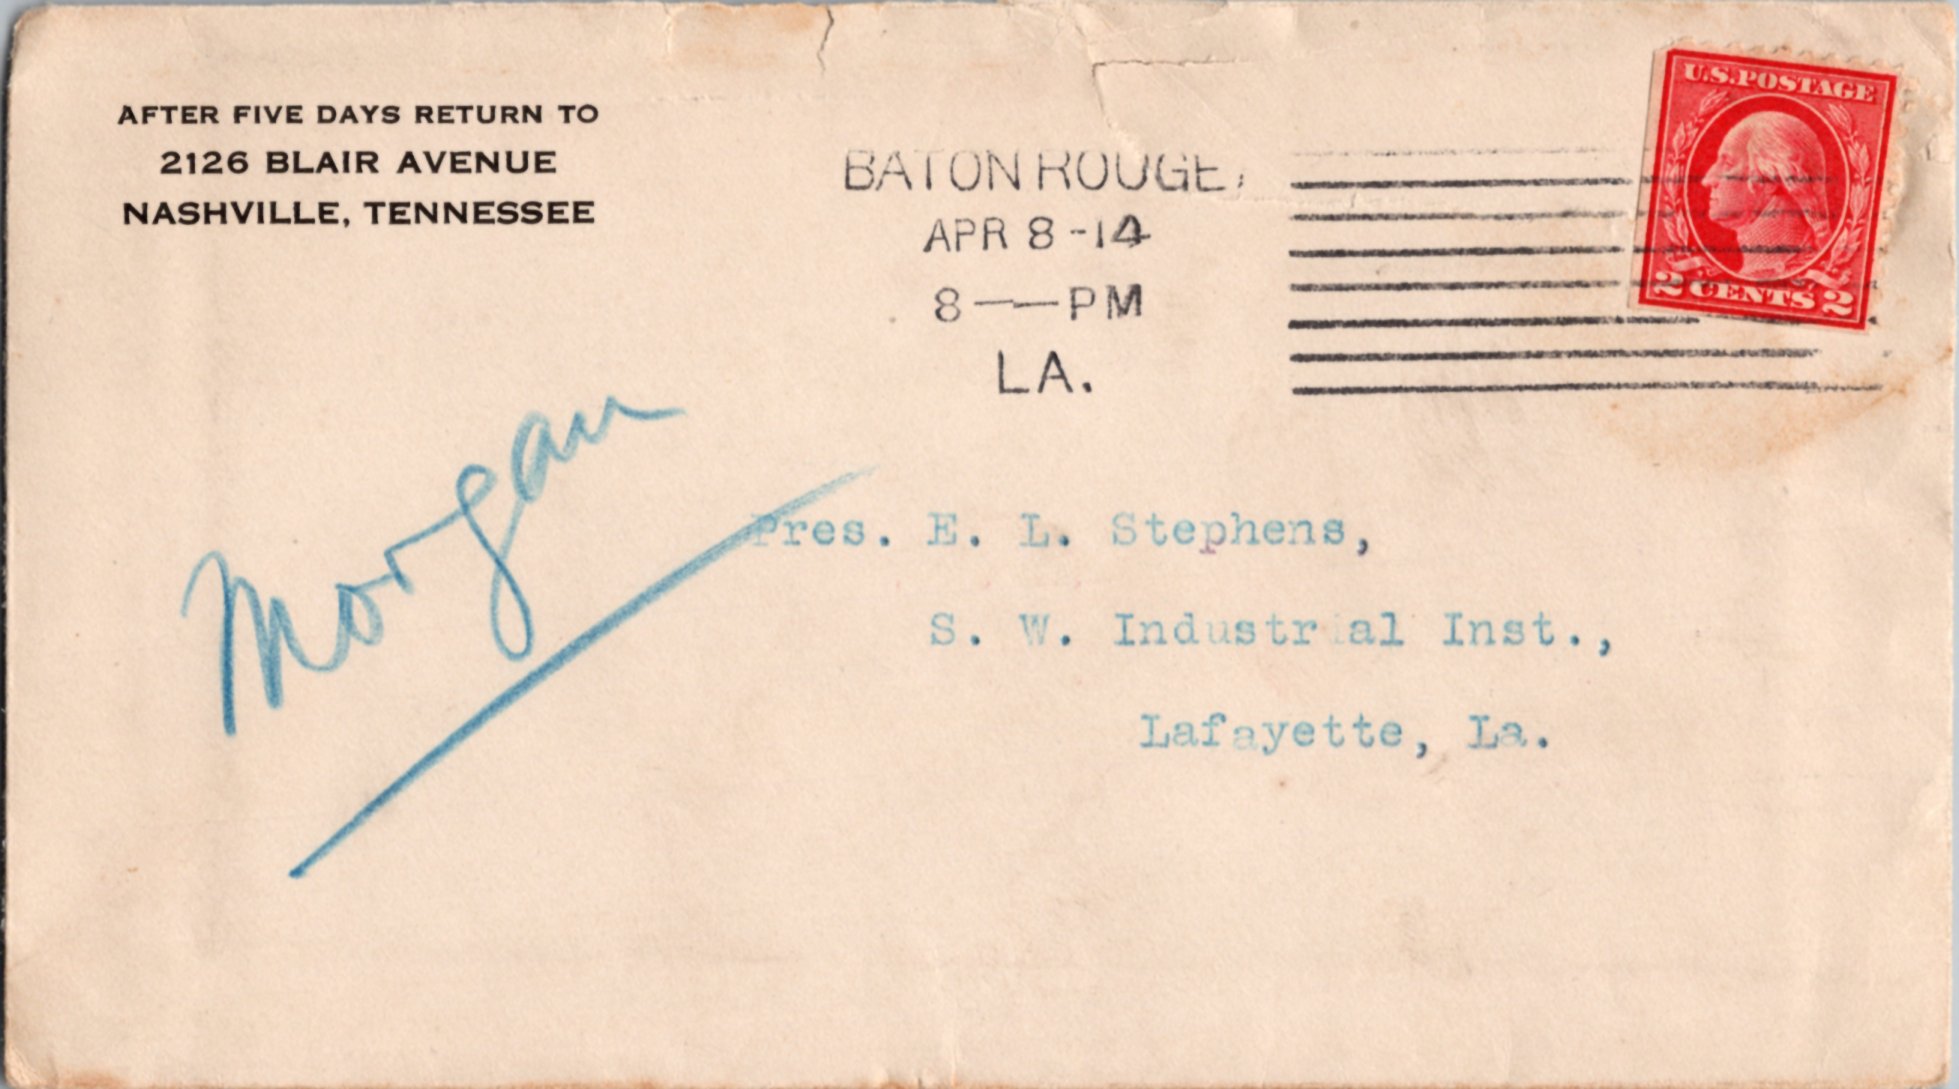 AFTER FIVE DAYS RETURN TO
2126 BLAIR AVENUE
NASHVILLE, TENNESSEE
BATON ROUGE,
APR 8 -14
8 — PM
LA.
U.S. POSTAGE
2 CENTS 2
Morgan
Pres. E. L. Stephens,
S. W. Industrial Inst.,
Lafayette, La.